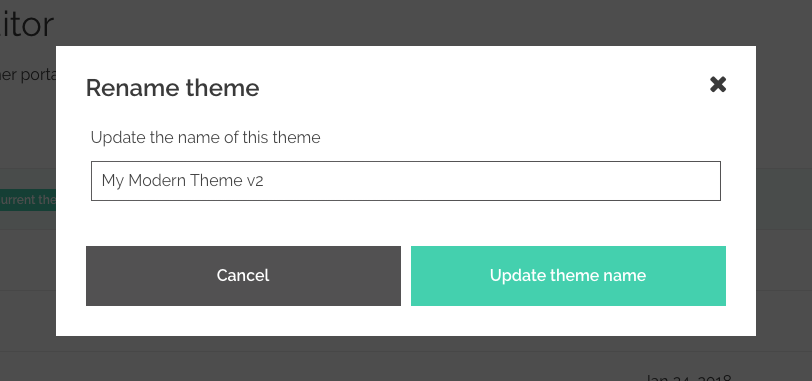 itor
ner porta
Rename theme
Update the name of this theme
My Modern Theme v2
urrent the
Cancel
Update theme name
Jan 24, 2018